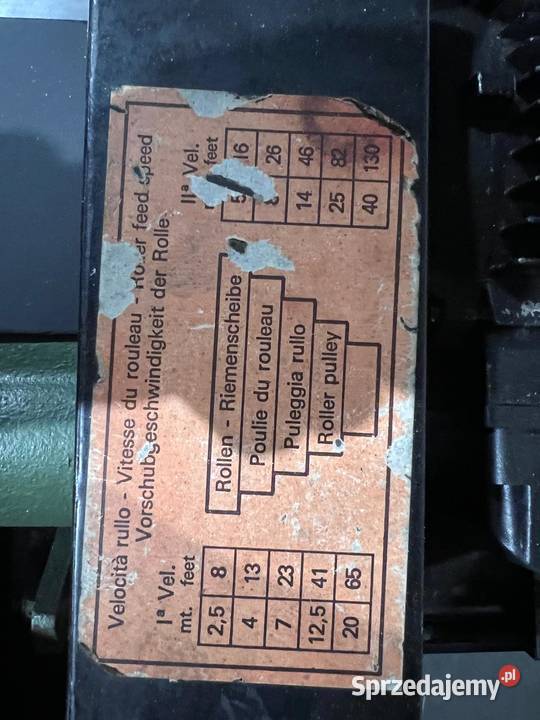 Velocità rullo - Vitesse du rouleau - Roller feed speed
Vorschubgeschwindigkeit der Rolle
Iª Vel.
mt. feet
2,5 8
4 13
7 23
12,5 41
20 65
Rollen - Riemenscheibe
Poulie du rouleau
Puleggia rullo
Roller pulley
IIª Vel.
feet
5 16
26
14 46
25 82
40 130
Sprzedajemy.pl